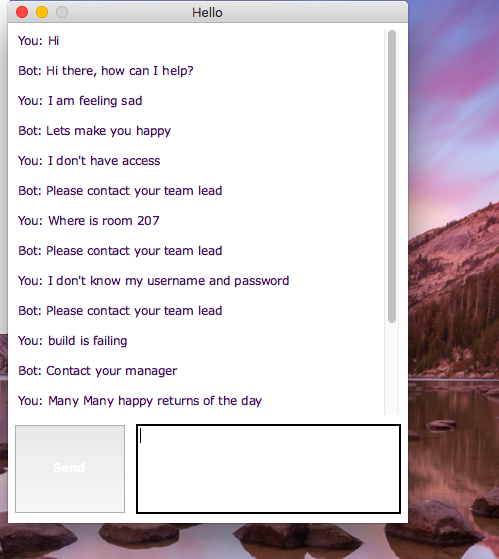 Hello
You: Hi
Bot: Hi there, how can I help?
You: I am feeling sad
Bot: Lets make you happy
You: I don't have access
Bot: Please contact your team lead
You: Where is room 207
Bot: Please contact your team lead
You: I don't know my username and password
Bot: Please contact your team lead
You: build is failing
Bot: Contact your manager
You: Many Many happy returns of the day
Send